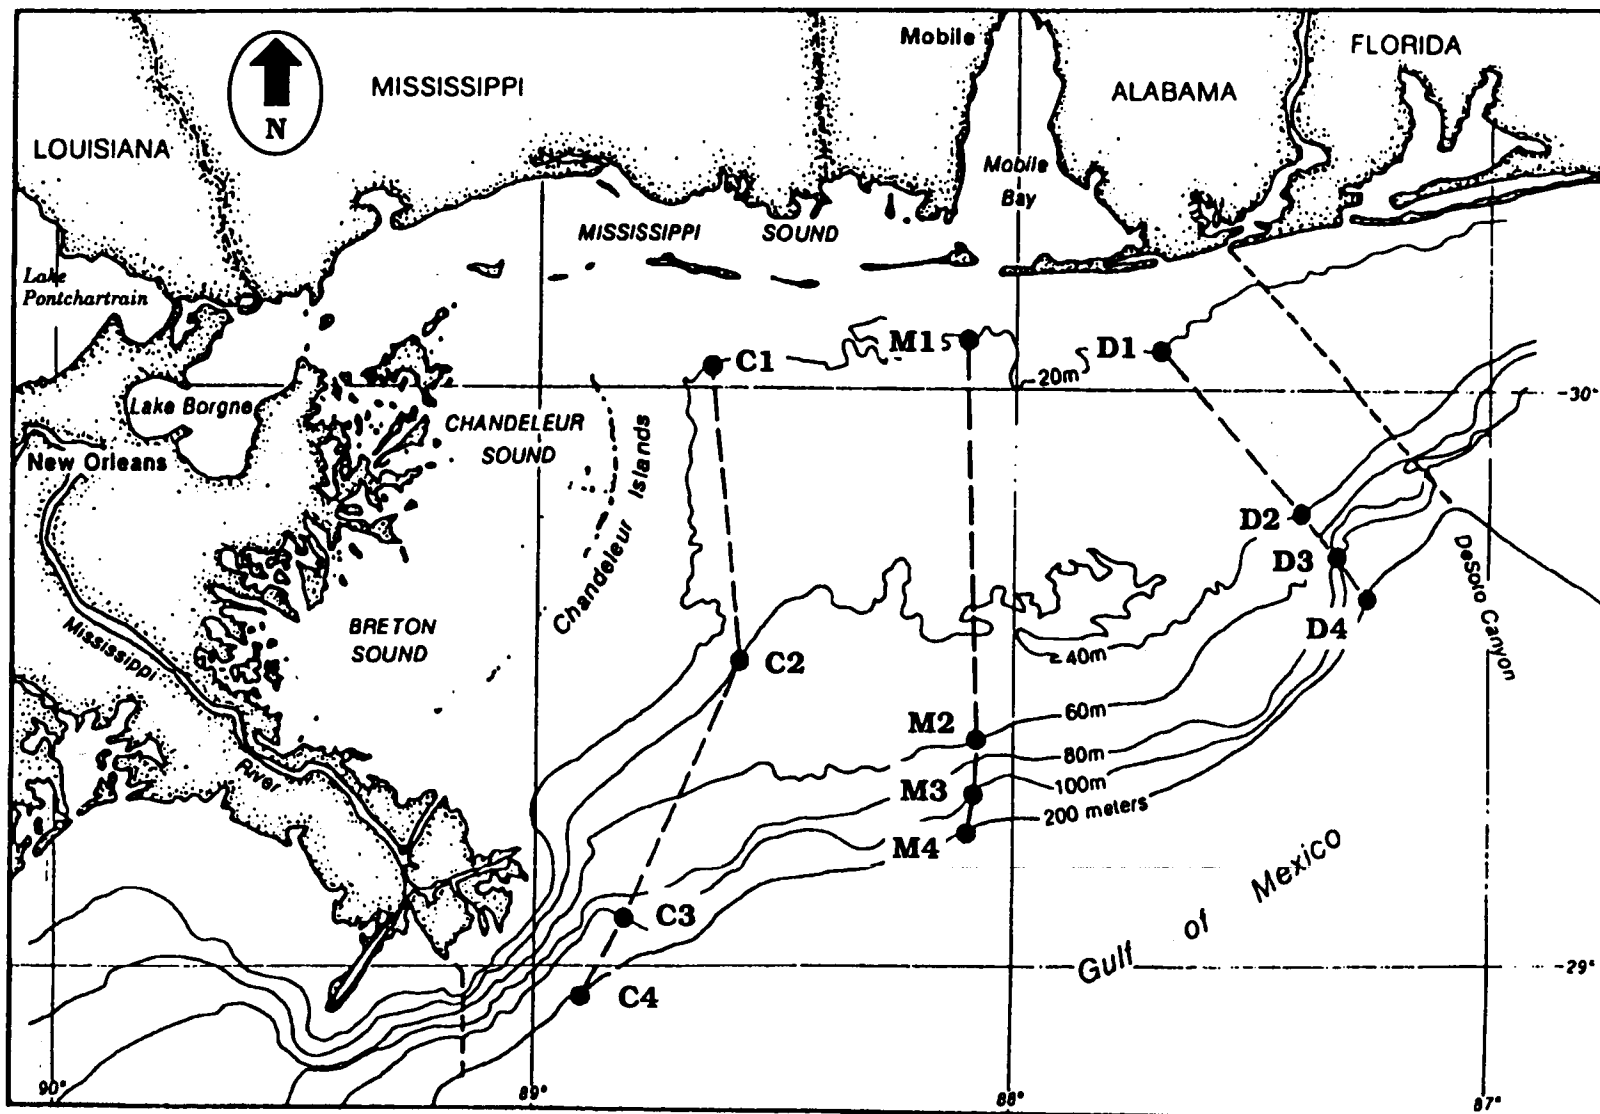 Mobile
FLORIDA
MISSISSIPPI
ALABAMA
N
LOUISIANA
Mobile
Bay
MISSISSIPPI SOUND
Lake
Pontchartrain
M1
D1
C1
20m
-30°
Lake Borgne
CHANDELEUR
SOUND
New Orleans
Chandeleur Islands
D2
D3
DeSoto Canyon
D4
BRETON
SOUND
Mississippi
River
40m
C2
60m
M2
80m
M3
100m
200 meters
M4
C3
Gulf of Mexico
-29°
C4
90°
89°
88°
87°